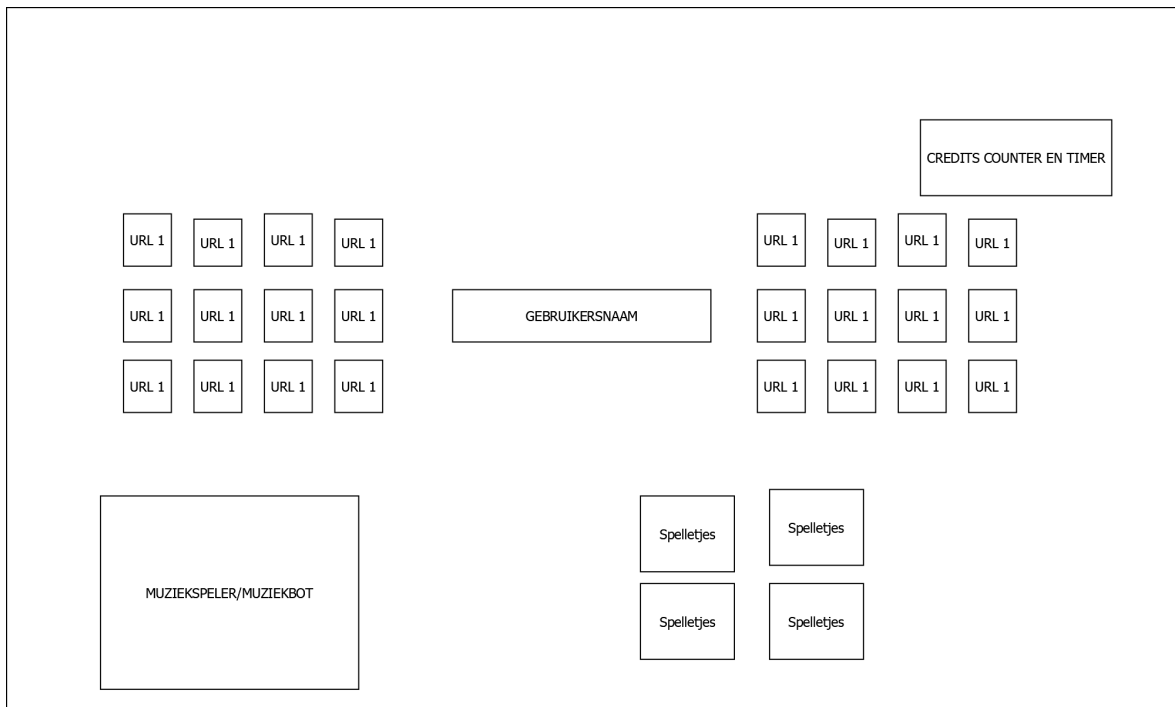 CREDITS COUNTER EN TIMER
URL 1 URL 1 URL 1 URL 1
URL 1 URL 1 URL 1 URL 1
GEBRUIKERSNAAM
URL 1 URL 1 URL 1 URL 1
URL 1 URL 1 URL 1 URL 1
URL 1 URL 1 URL 1 URL 1
URL 1 URL 1 URL 1 URL 1
MUZIEKSPELER/MUZIEKBOT
Spelletjes Spelletjes
Spelletjes Spelletjes